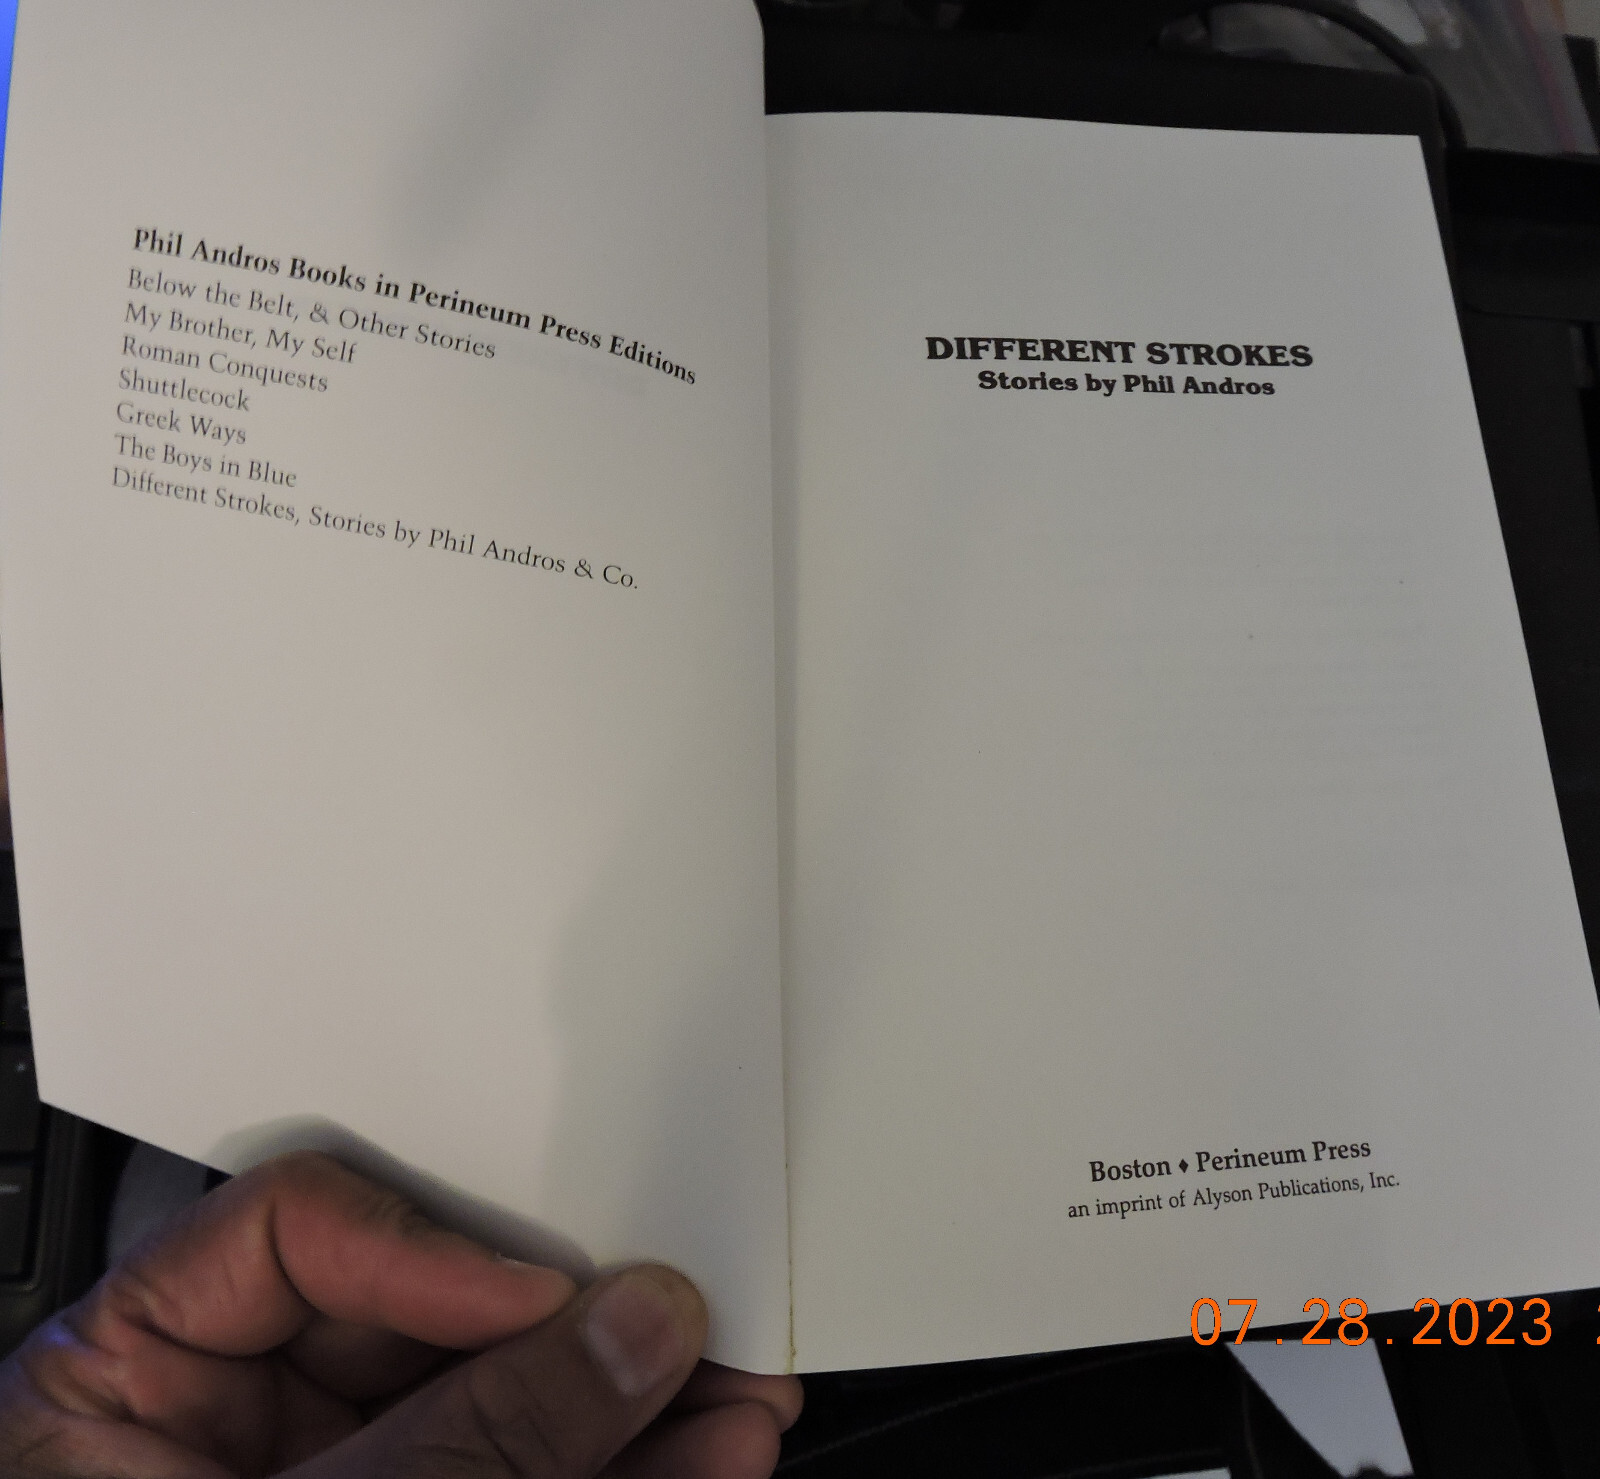 Phil Andros Books in Perineum Press Editions
Below the Belt, & Other Stories
My Brother, My Self
Roman Conquests
Shuttlecock
Greek Ways
The Boys in Blue
Different Strokes, Stories by Phil Andros & Co.
DIFFERENT STROKES
Stories by Phil Andros
Boston ♦ Perineum Press
an imprint of Alyson Publications, Inc.
07.28.2023